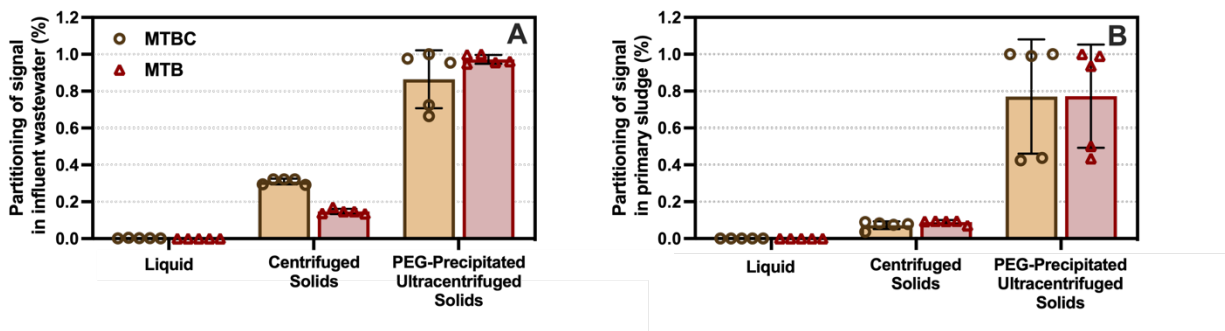 Partitioning of signal
in influent wastewater (%)
1.2
1.0
0.8
0.6
0.4
0.2
0.0
MTBC
MTB
A
Liquid
Centrifuged
Solids
PEG-Precipitated
Ultracentrifuged
Solids
Partitioning of signal
in primary sludge (%)
1.2
1.0
0.8
0.6
0.4
0.2
0.0
B
Liquid
Centrifuged
Solids
PEG-Precipitated
Ultracentrifuged
Solids